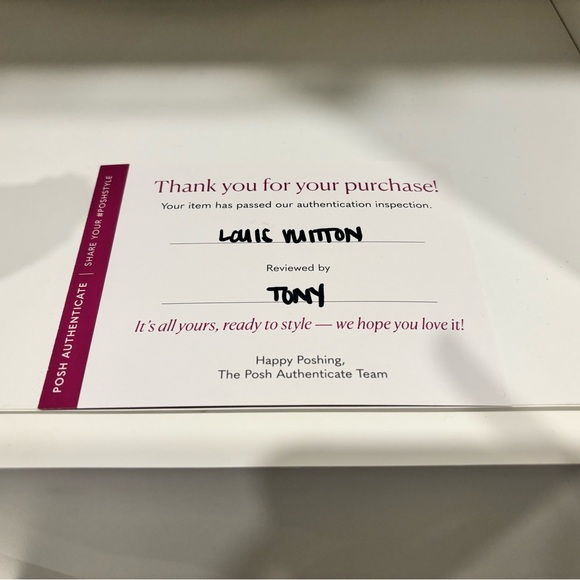 Thank you for your purchase!
Your item has passed our authentication inspection.
LOUIS VUITTON
Reviewed by
TONY
It's all yours, ready to style — we hope you love it!
Happy Poshing,
The Posh Authenticate Team
POSH AUTHENTICATE | SHARE YOUR #POSHSTYLE